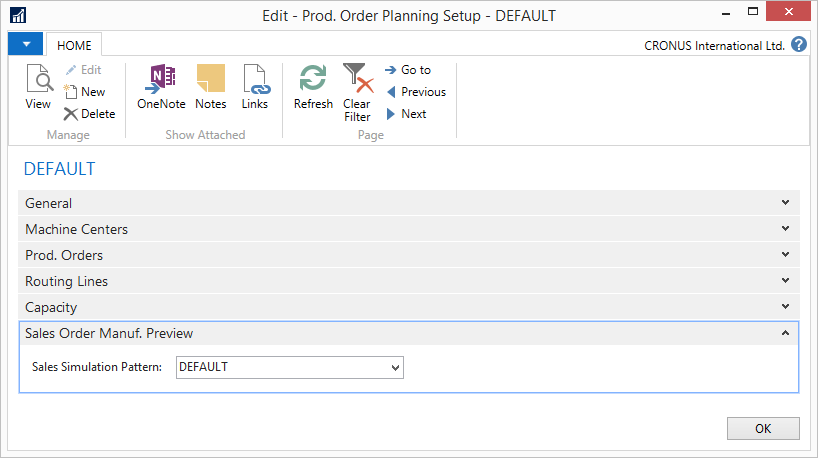 Edit - Prod. Order Planning Setup - DEFAULT
HOME
CRONUS International Ltd. ?
View
Edit
New
Delete
Manage
OneNote
Notes
Links
Show Attached
Refresh
Clear
Filter
Go to
Previous
Next
Page
DEFAULT
General
Machine Centers
Prod. Orders
Routing Lines
Capacity
Sales Order Manuf. Preview
Sales Simulation Pattern: DEFAULT
OK